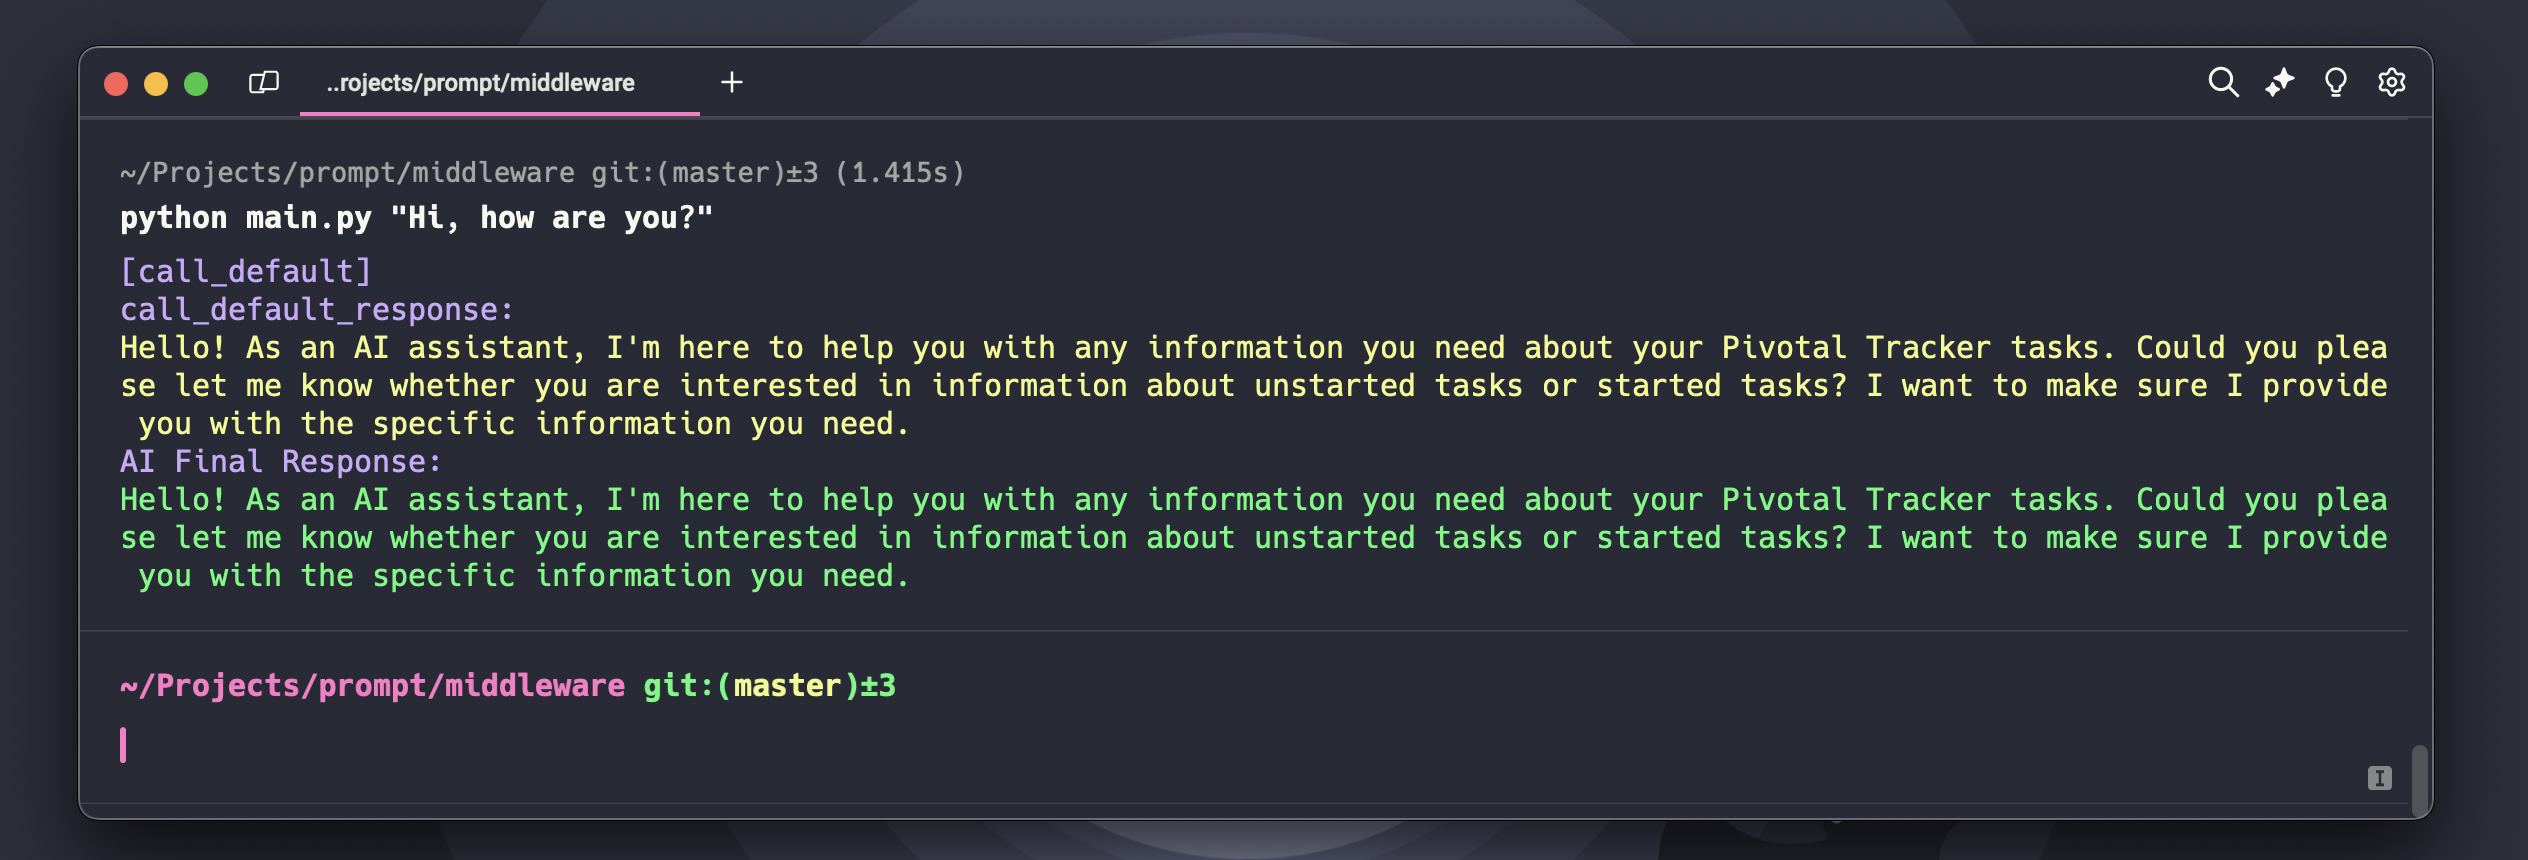 ..rojects/prompt/middleware
~/Projects/prompt/middleware git:(master)±3 (1.415s)
python main.py "Hi, how are you?"
[call_default]
call_default_response:
Hello! As an AI assistant, I'm here to help you with any information you need about your Pivotal Tracker tasks. Could you plea
se let me know whether you are interested in information about unstarted tasks or started tasks? I want to make sure I provide
 you with the specific information you need.
AI Final Response:
Hello! As an AI assistant, I'm here to help you with any information you need about your Pivotal Tracker tasks. Could you plea
se let me know whether you are interested in information about unstarted tasks or started tasks? I want to make sure I provide
 you with the specific information you need.
~/Projects/prompt/middleware git:(master)±3
I